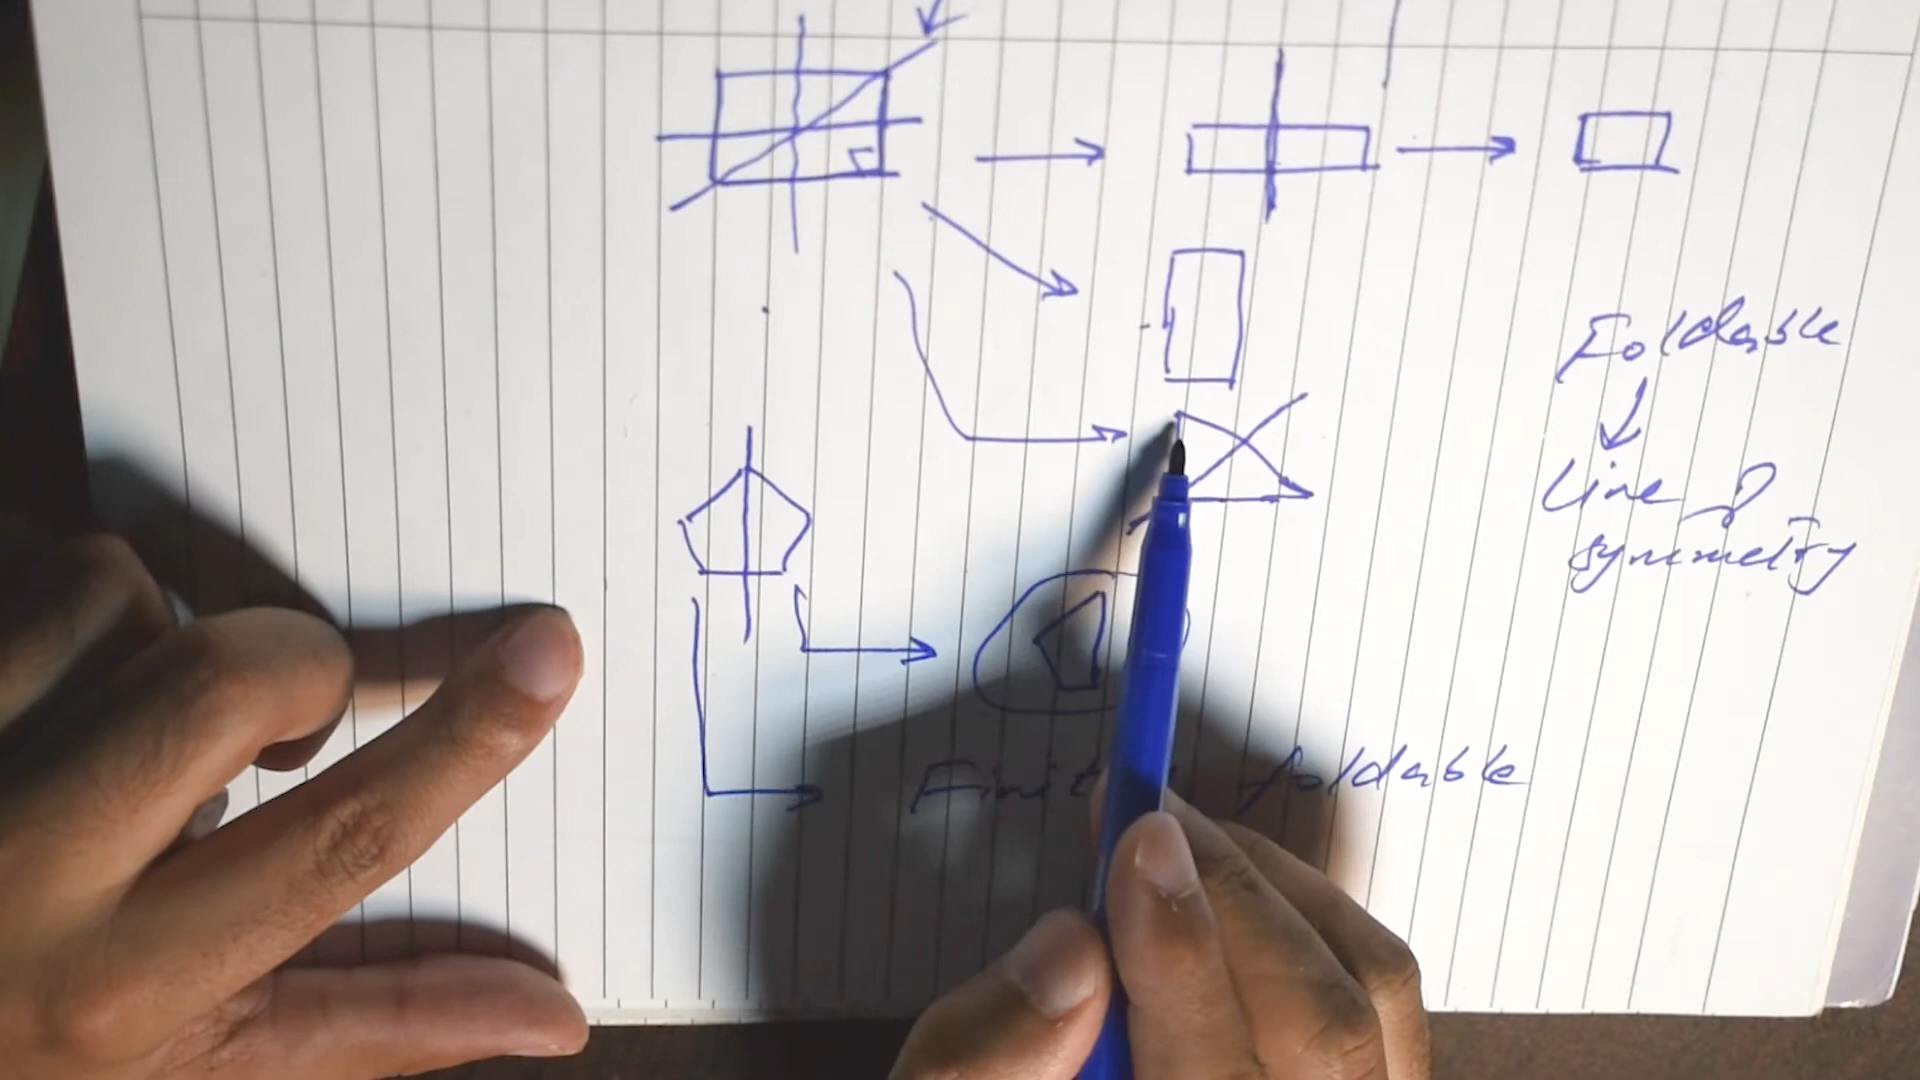 Foldable
Line of
symmetry
foldable